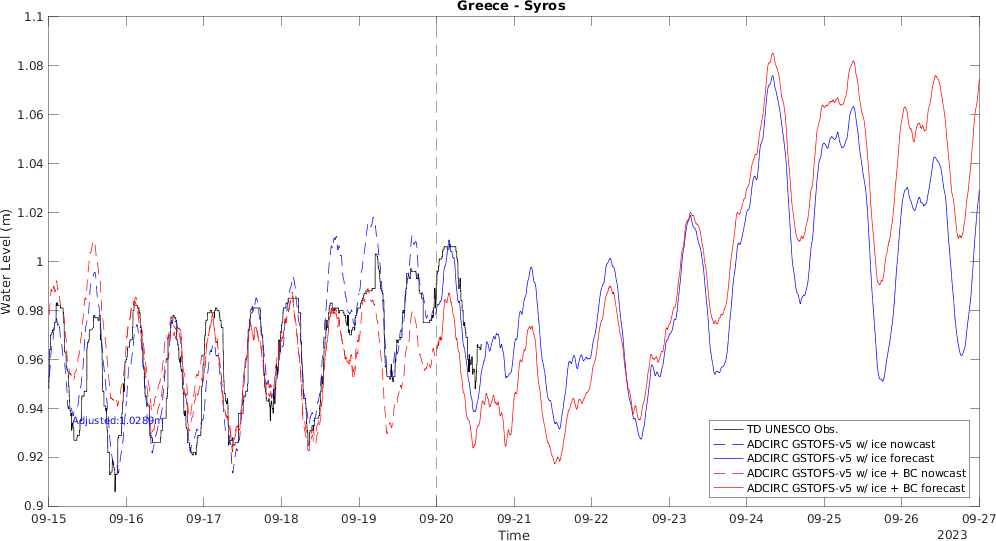 Greece - Syros
1.1
1.08
1.06
1.04
1.02
1
0.98
0.96
0.94
0.92
0.9
Water Level (m)
Adjusted:1.0289m
TD UNESCO Obs.
ADCIRC GSTOFS-v5 w/ ice nowcast
ADCIRC GSTOFS-v5 w/ ice forecast
ADCIRC GSTOFS-v5 w/ ice + BC nowcast
ADCIRC GSTOFS-v5 w/ ice + BC forecast
09-15 09-16 09-17 09-18 09-19 09-20 09-21 09-22 09-23 09-24 09-25 09-26 09-27
Time
2023